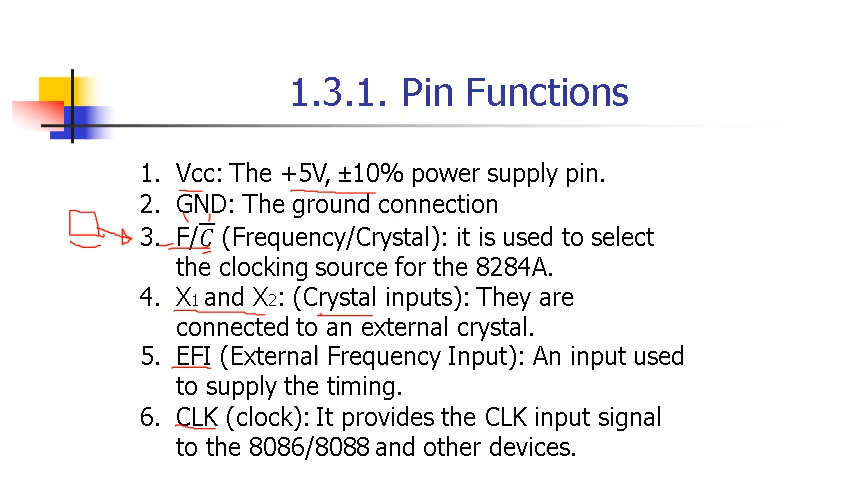 1.3.1. Pin Functions
1. Vcc: The +5V, ±10% power supply pin.
2. GND: The ground connection
3. F/C̅ (Frequency/Crystal): it is used to select
the clocking source for the 8284A.
4. X1 and X2: (Crystal inputs): They are
connected to an external crystal.
5. EFI (External Frequency Input): An input used
to supply the timing.
6. CLK (clock): It provides the CLK input signal
to the 8086/8088 and other devices.